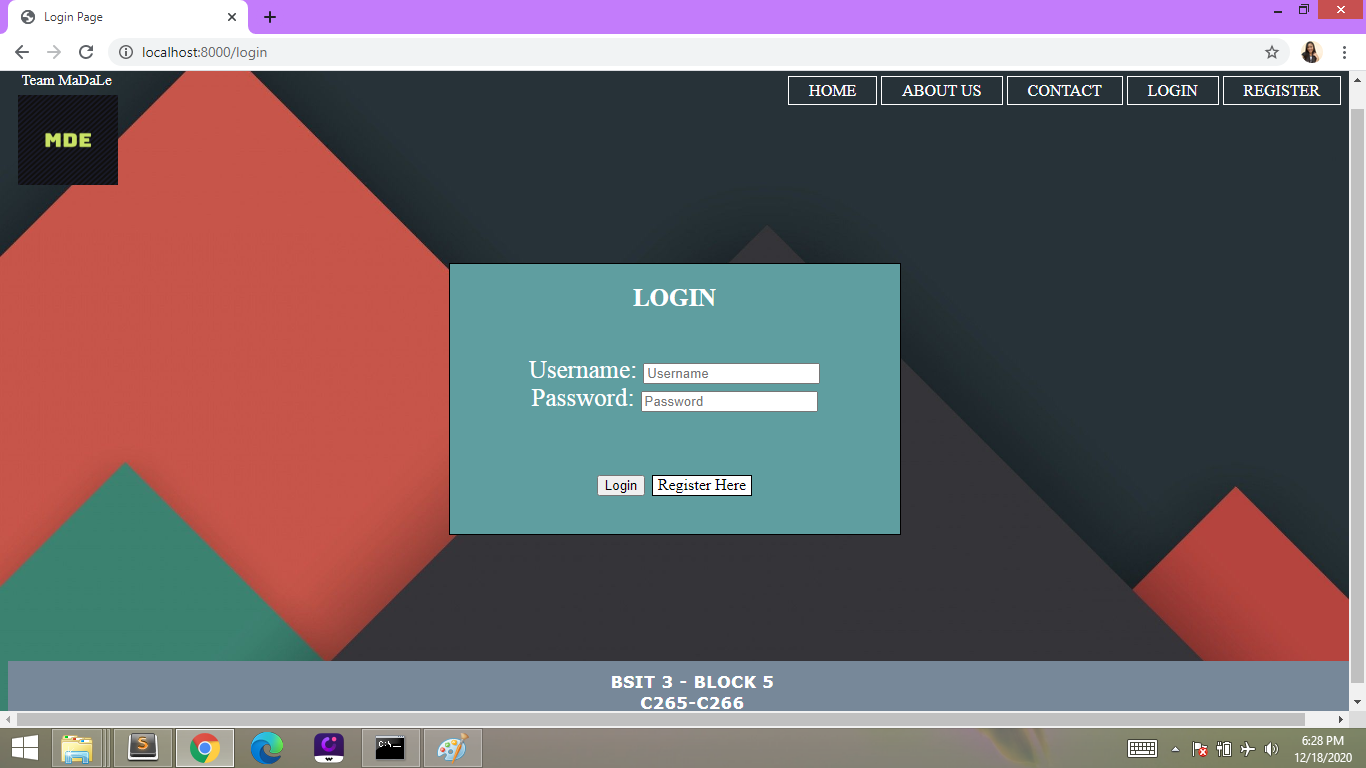 Login Page
localhost:8000/login
Team MaDaLe
MDE
HOME ABOUT US CONTACT LOGIN REGISTER
LOGIN
Username: Username
Password: Password
Login Register Here
BSIT 3 - BLOCK 5
C265-C266
6:28 PM
12/18/2020